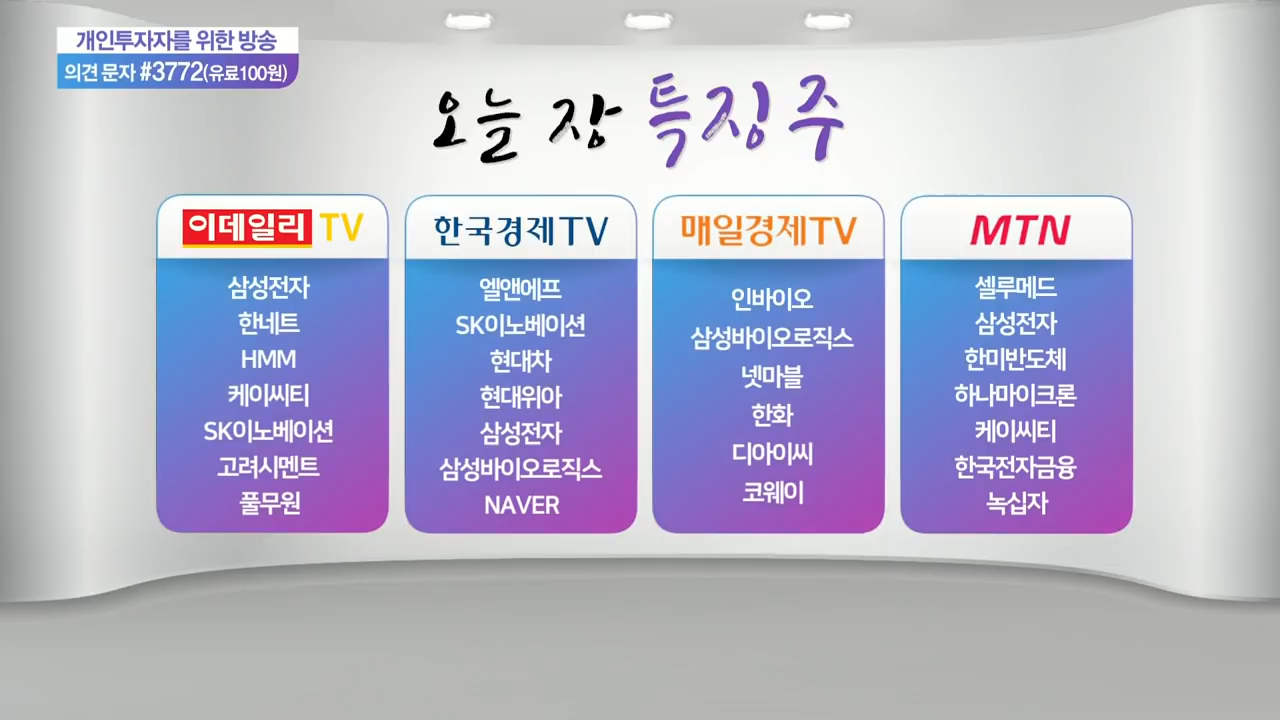 개인투자자를 위한 방송
의견 문자 #3772(유료100원)
오늘 장 특징주
이데일리 TV
삼성전자
한네트
HMM
케이씨티
SK이노베이션
고려시멘트
풀무원
한국경제TV
엘앤에프
SK이노베이션
현대차
현대위아
삼성전자
삼성바이오로직스
NAVER
매일경제TV
인바이오
삼성바이오로직스
넷마블
한화
디아이씨
코웨이
MTN
셀루메드
삼성전자
한미반도체
하나마이크론
케이씨티
한국전자금융
녹십자